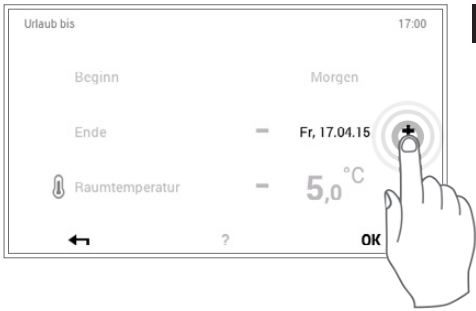 Urlaub bis 17:00
Beginn Morgen
Ende − Fr, 17.04.15 +
Raumtemperatur − 5,0 °C
? OK